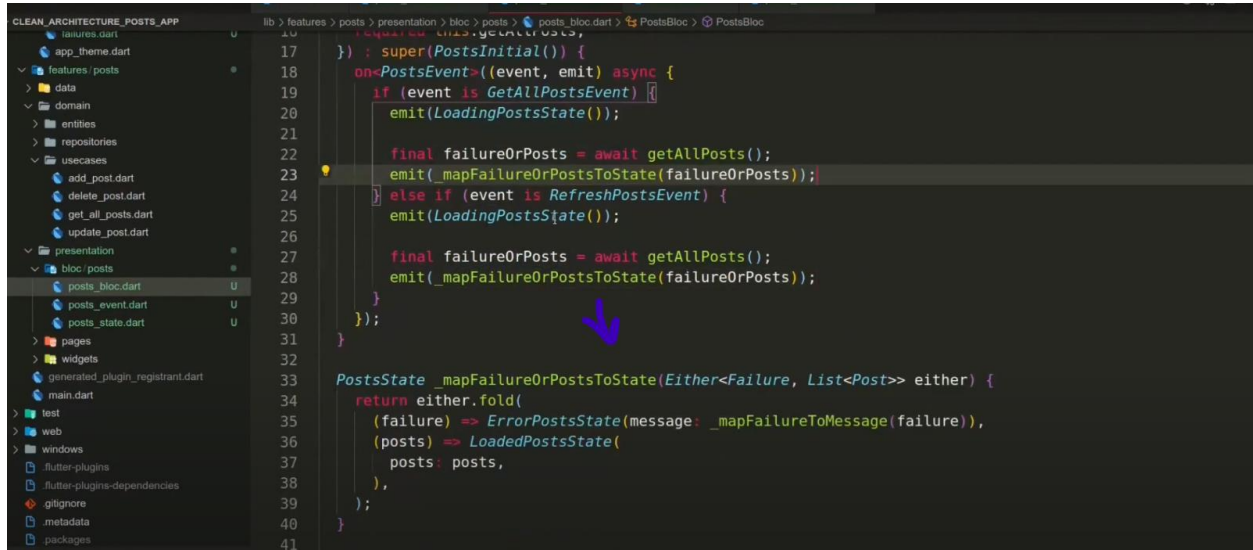 CLEAN_ARCHITECTURE_POSTS_APP
failures.dart U
app_theme.dart
features/posts
data
domain
entities
repositories
usecases
add_post.dart
delete_post.dart
get_all_posts.dart
update_post.dart
presentation
bloc/posts
posts_bloc.dart U
posts_event.dart U
posts_state.dart U
pages
widgets
generated_plugin_registrant.dart
main.dart
test
web
windows
.flutter-plugins
.flutter-plugins-dependencies
.gitignore
.metadata
.packages
lib > features > posts > presentation > bloc > posts > posts_bloc.dart > PostsBloc > PostsBloc
16 required this.getAllPosts,
17 }) : super(PostsInitial()) {
18 on<PostsEvent>((event, emit) async {
19 if (event is GetAllPostsEvent) {
20 emit(LoadingPostsState());
21
22 final failureOrPosts = await getAllPosts();
23 emit(_mapFailureOrPostsToState(failureOrPosts));
24 } else if (event is RefreshPostsEvent) {
25 emit(LoadingPostsState());
26
27 final failureOrPosts = await getAllPosts();
28 emit(_mapFailureOrPostsToState(failureOrPosts));
29 }
30 });
31 }
32
33 PostsState _mapFailureOrPostsToState(Either<Failure, List<Post>> either) {
34 return either.fold(
35 (failure) => ErrorPostsState(message: _mapFailureToMessage(failure)),
36 (posts) => LoadedPostsState(
37 posts: posts,
38 ),
39 );
40 }
41